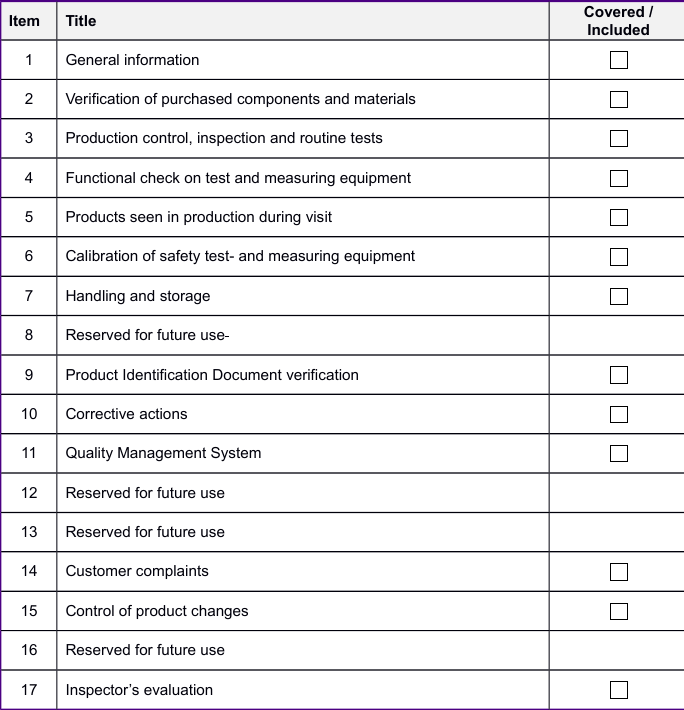 Item Title Covered / Included
1 General information
2 Verification of purchased components and materials
3 Production control, inspection and routine tests
4 Functional check on test and measuring equipment
5 Products seen in production during visit
6 Calibration of safety test- and measuring equipment
7 Handling and storage
8 Reserved for future use-
9 Product Identification Document verification
10 Corrective actions
11 Quality Management System
12 Reserved for future use
13 Reserved for future use
14 Customer complaints
15 Control of product changes
16 Reserved for future use
17 Inspector’s evaluation